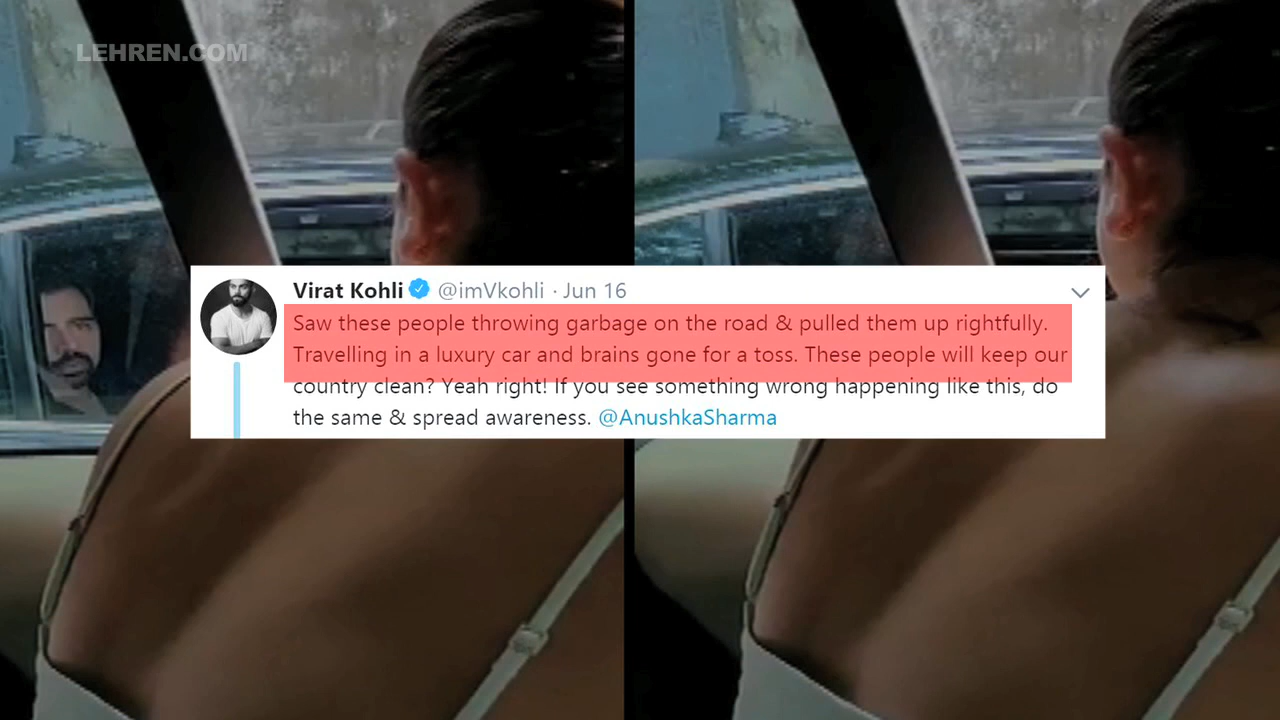 LEHREN.COM
Virat Kohli @imVkohli · Jun 16
Saw these people throwing garbage on the road & pulled them up rightfully.
Travelling in a luxury car and brains gone for a toss. These people will keep our
country clean? Yeah right! If you see something wrong happening like this, do
the same & spread awareness. @AnushkaSharma